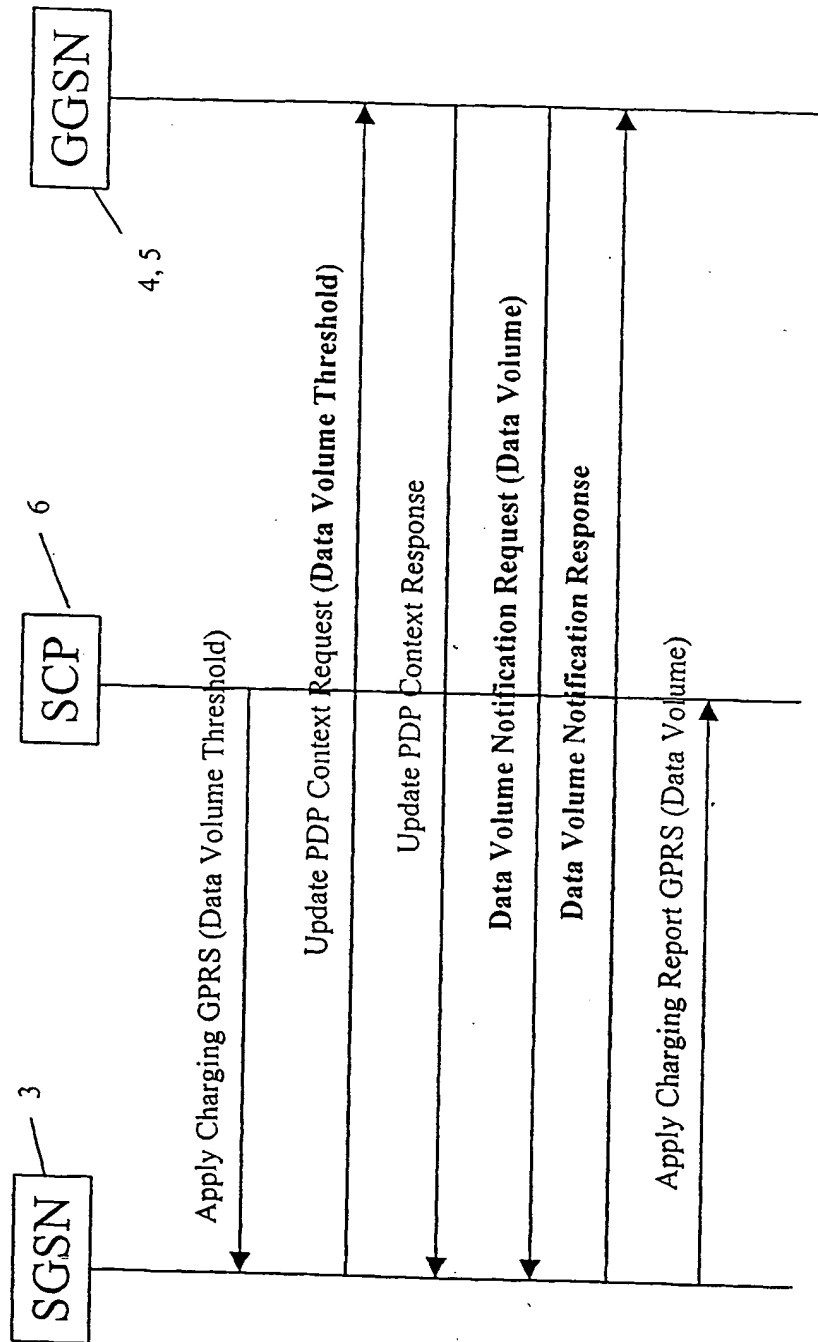 SGSN
3
SCP
6
GGSN
4, 5
Apply Charging GPRS (Data Volume Threshold)
Update PDP Context Request (Data Volume Threshold)
Update PDP Context Response
Data Volume Notification Request (Data Volume)
Data Volume Notification Response
Apply Charging Report GPRS (Data Volume)